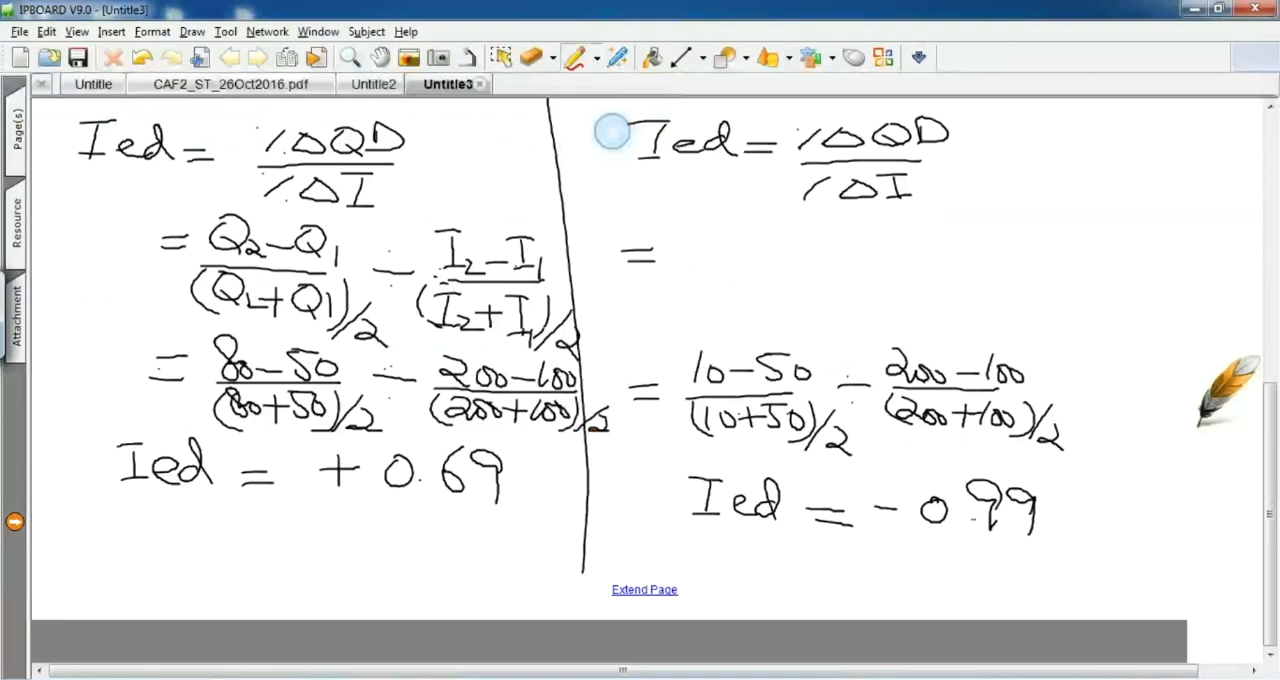 IPBOARD V9.0 - [Untitle3]
File Edit View Insert Format Draw Tool Network Window Subject Help
Untitle CAF2_ST_26Oct2016.pdf Untitle2 Untitle3
Page(s)
Resource
Attachment
Ied = %ΔQD / %ΔI
= Q2 - Q1 / (Q2 + Q1)/2 ÷ I2 - I1 / (I2 + I1)/2
= 80 - 50 / (80 + 50)/2 ÷ 200 - 100 / (200 + 100)/2
Ied = + 0.69
Ied = %ΔQD / %ΔI
=
= 10 - 50 / (10 + 50)/2 ÷ 200 - 100 / (200 + 100)/2
Ied = - 0.99
Extend Page